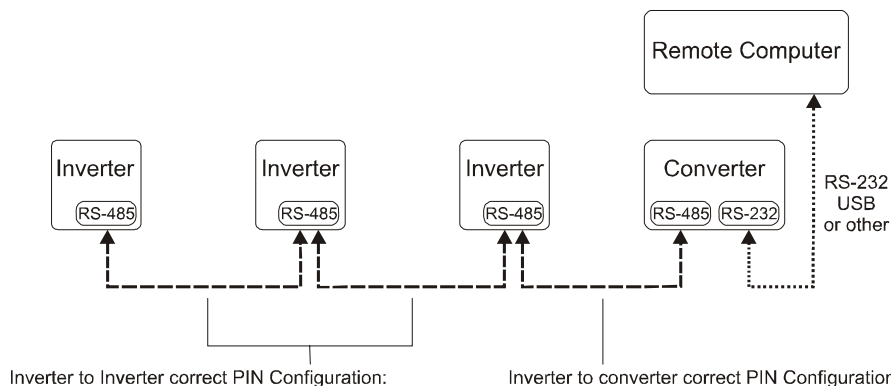 Remote Computer
Inverter
Inverter
Inverter
Converter
RS-485
RS-485
RS-485
RS-485
RS-232
RS-232
USB
or other
Inverter to Inverter correct PIN Configuration:
Inverter to converter correct PIN Configuration